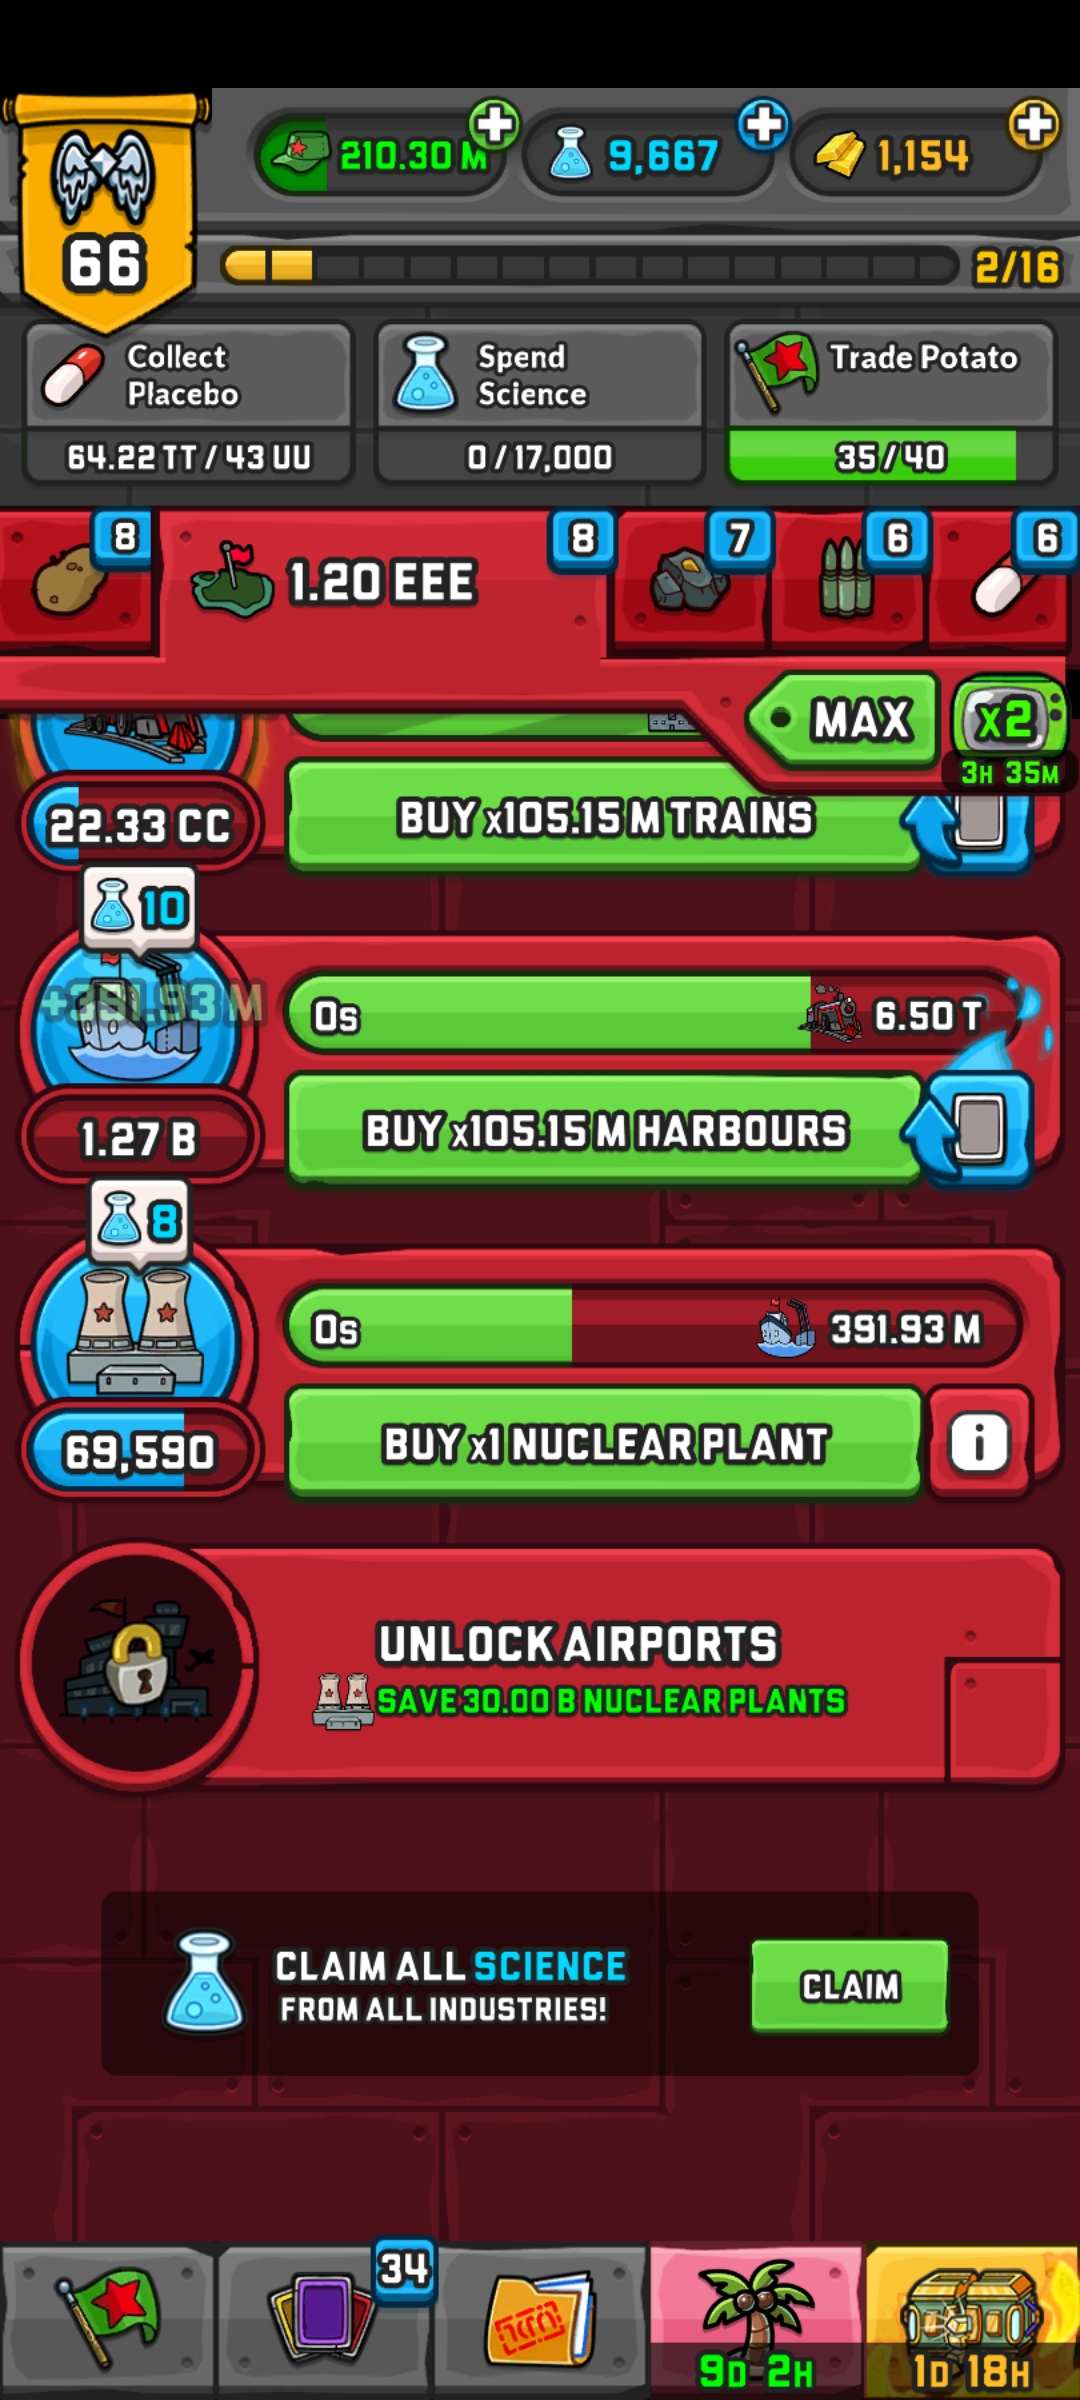 210.30 M
9,667
1,154
66
2/16
Collect
Placebo
64.22 TT / 43 UU
Spend
Science
0 / 17,000
Trade Potato
35 / 40
8
1.20 EEE
8
7
6
6
MAX
x2
3H 35M
22.33 CC
BUY x105.15 M TRAINS
10
+391.93 M
0s
6.50 T
1.27 B
BUY x105.15 M HARBOURS
8
0s
391.93 M
69,590
BUY x1 NUCLEAR PLANT
i
UNLOCK AIRPORTS
SAVE 30.00 B NUCLEAR PLANTS
CLAIM ALL SCIENCE
FROM ALL INDUSTRIES!
CLAIM
34
9D 2H
1D 18H